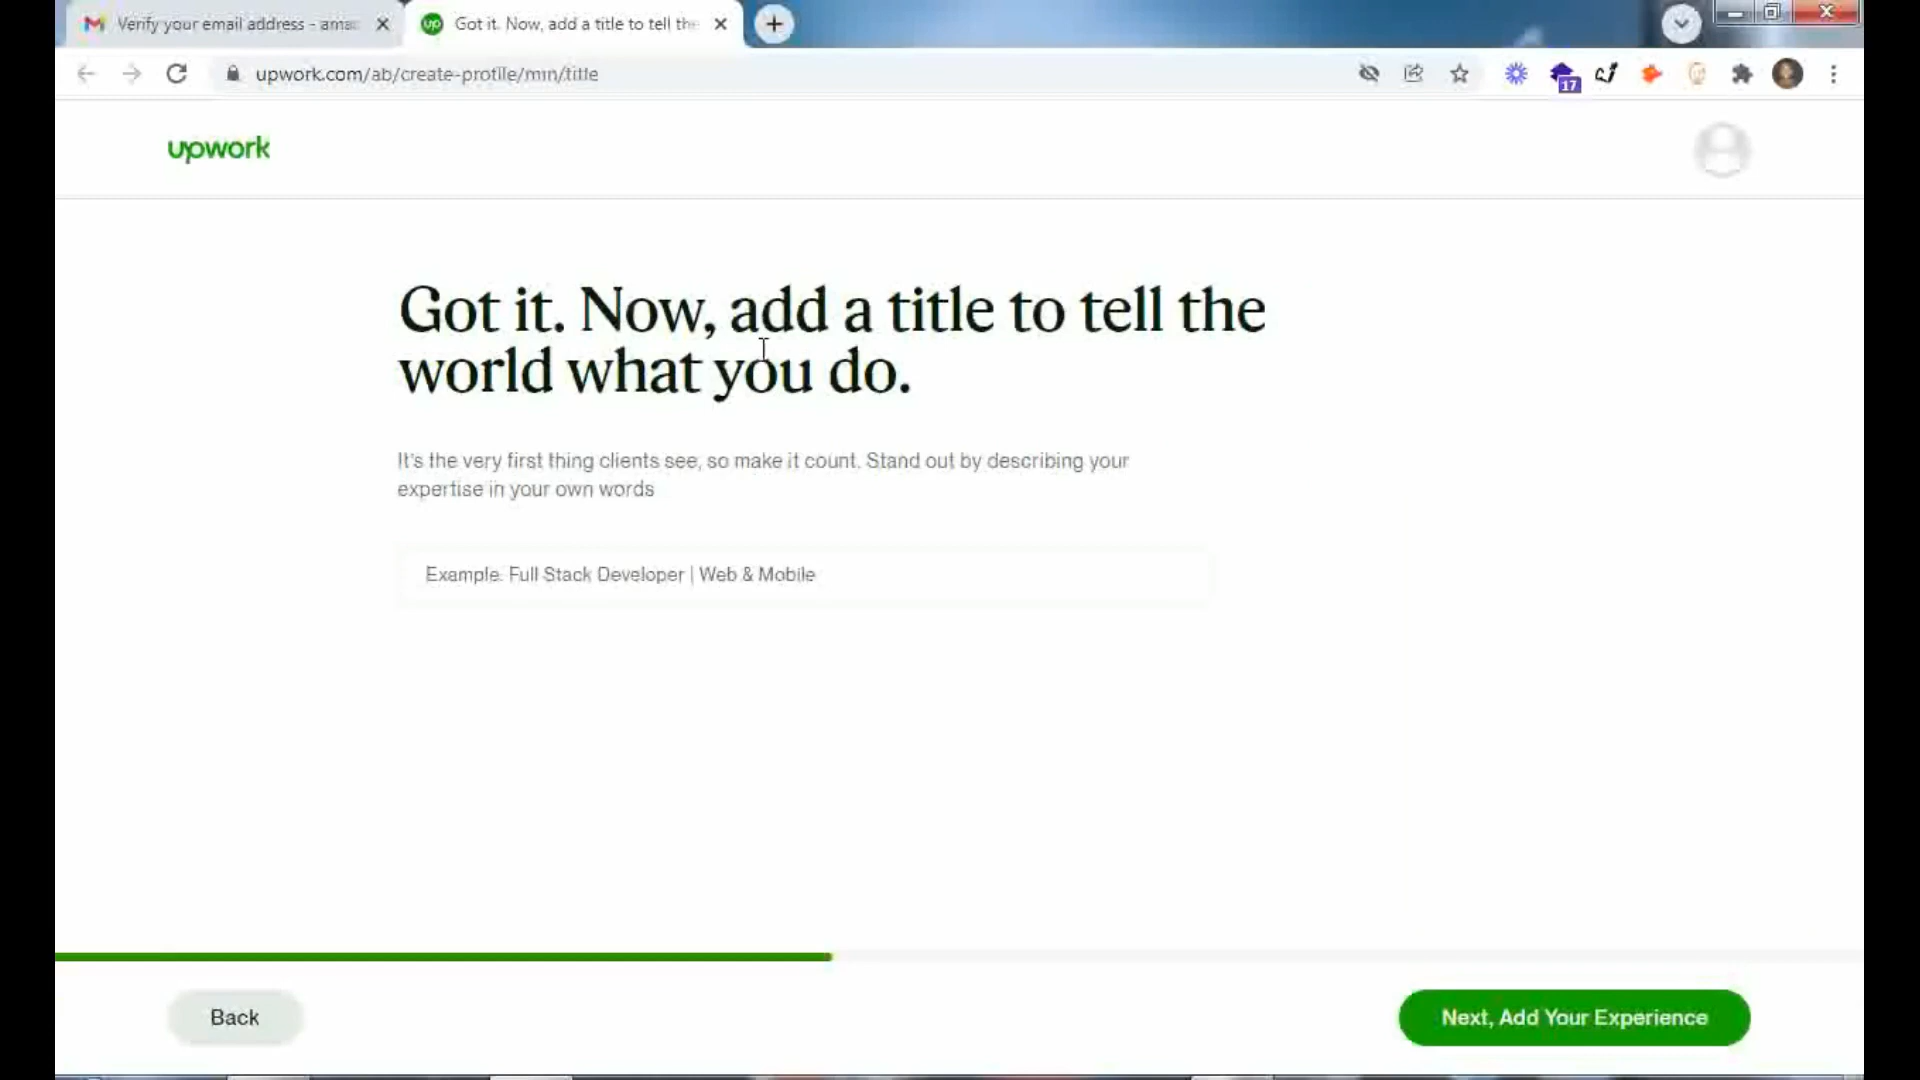 Verify your email address - ama
Got it. Now, add a title to tell the
upwork.com/ab/create-profile/mm/title
17
upwork
Got it. Now, add a title to tell the
world what you do.
It's the very first thing clients see, so make it count. Stand out by describing your
expertise in your own words
Example: Full Stack Developer | Web & Mobile
Back
Next, Add Your Experience